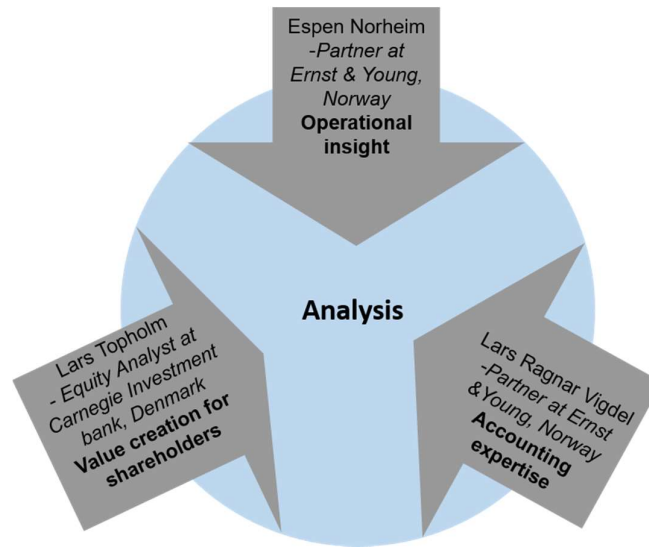 Espen Norheim
-Partner at
Ernst & Young,
Norway
Operational
insight
Analysis
Lars Topholm
- Equity Analyst at
Carnegie Investment
bank, Denmark
Value creation for
shareholders
Lars Ragnar Vigdel
-Partner at Ernst
&Young, Norway
Accounting
expertise